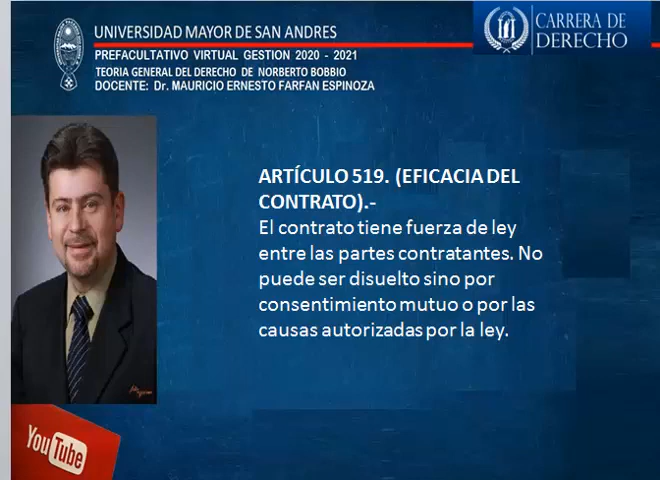 UNIVERSIDAD MAYOR DE SAN ANDRES
PREFACULTATIVO VIRTUAL GESTION 2020 - 2021
TEORIA GENERAL DEL DERECHO DE NORBERTO BOBBIO
DOCENTE: Dr. MAURICIO ERNESTO FARFAN ESPINOZA
CARRERA DE
DERECHO
ARTÍCULO 519. (EFICACIA DEL
CONTRATO).-
El contrato tiene fuerza de ley
entre las partes contratantes. No
puede ser disuelto sino por
consentimiento mutuo o por las
causas autorizadas por la ley.
YouTube